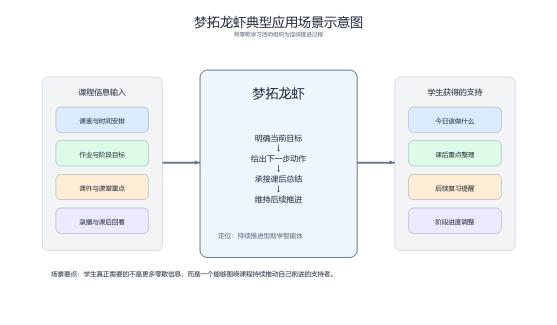 梦拓龙虾典型应用场景示意图
将零散学习活动组织为连续推进过程
课程信息输入
课表与时间安排
作业与阶段目标
课件与课堂重点
录播与课后回看
梦拓龙虾
明确当前目标
↓
给出下一步动作
↓
承接课后总结
↓
维持后续推进
定位：持续推进型助学智能体
学生获得的支持
今日该做什么
课后重点整理
后续复习提醒
阶段进度调整
场景要点：学生真正需要的不是更多零散信息，而是一个能够围绕课程持续推动自己前进的支持者。